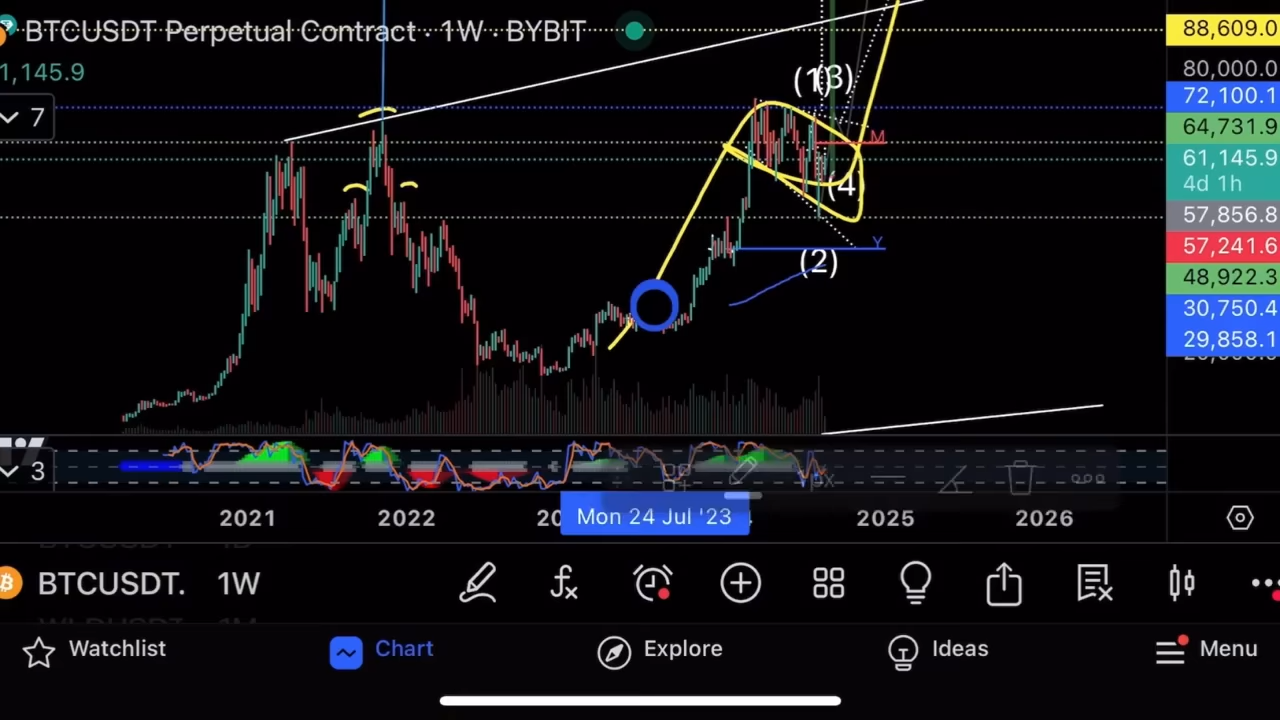 BTCUSDT Perpetual Contract · 1W · BYBIT
88,609.0
1,145.9
80,000.0
(1)
(3)
72,100.1
7
64,731.9
M
61,145.9
4d 1h
(4)
57,856.8
Y
57,241.6
(2)
48,922.3
30,750.4
29,858.1
3
2021
2022
20
Mon 24 Jul '23
2025
2026
BTCUSDT.
1W
Watchlist
Chart
Explore
Ideas
Menu